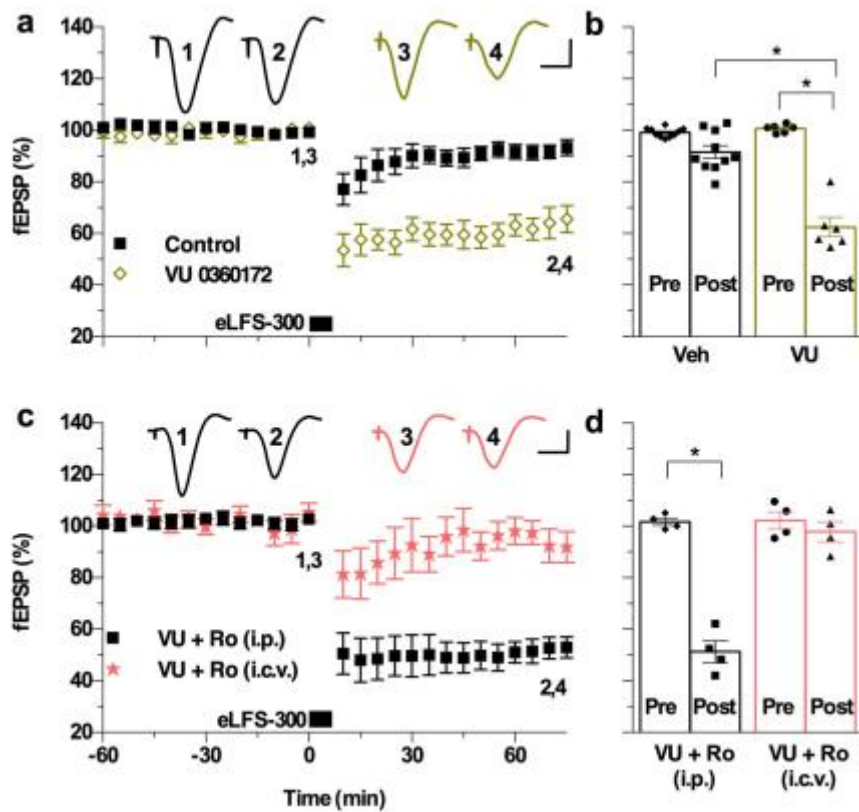 a
140
120
100
80
60
40
20
fEPSP (%)
1
2
3
4
1,3
2,4
Control
VU 0360172
eLFS-300
b
*
*
Pre
Post
Pre
Post
Veh
VU
c
140
120
100
80
60
40
20
fEPSP (%)
1
2
3
4
1,3
2,4
VU + Ro (i.p.)
VU + Ro (i.c.v.)
eLFS-300
-60
-30
0
30
60
Time (min)
d
*
Pre
Post
Pre
Post
VU + Ro
(i.p.)
VU + Ro
(i.c.v.)